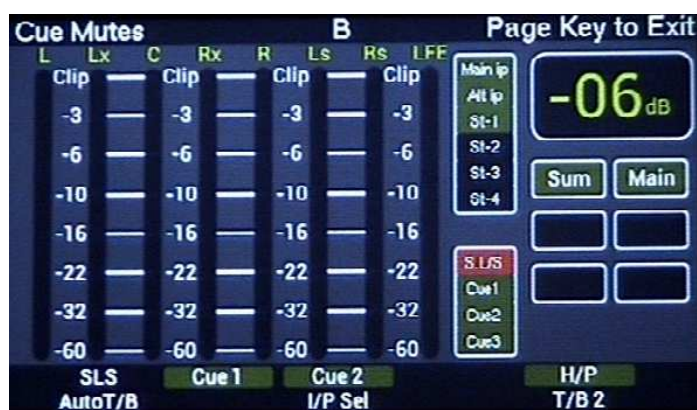 Cue Mutes B Page Key to Exit
L Lx C Rx R Ls Rs LFE
Clip Clip Clip Clip
-3 -3 -3 -3
-6 -6 -6 -6
-10 -10 -10 -10
-16 -16 -16 -16
-22 -22 -22 -22
-32 -32 -32 -32
-60 -60 -60 -60
Main ip
Alt ip
St-1
St-2
St-3
St-4
S.L/S
Cue1
Cue2
Cue3
-06 dB
Sum Main
SLS Cue 1 Cue 2 H/P
AutoT/B I/P Sel T/B 2